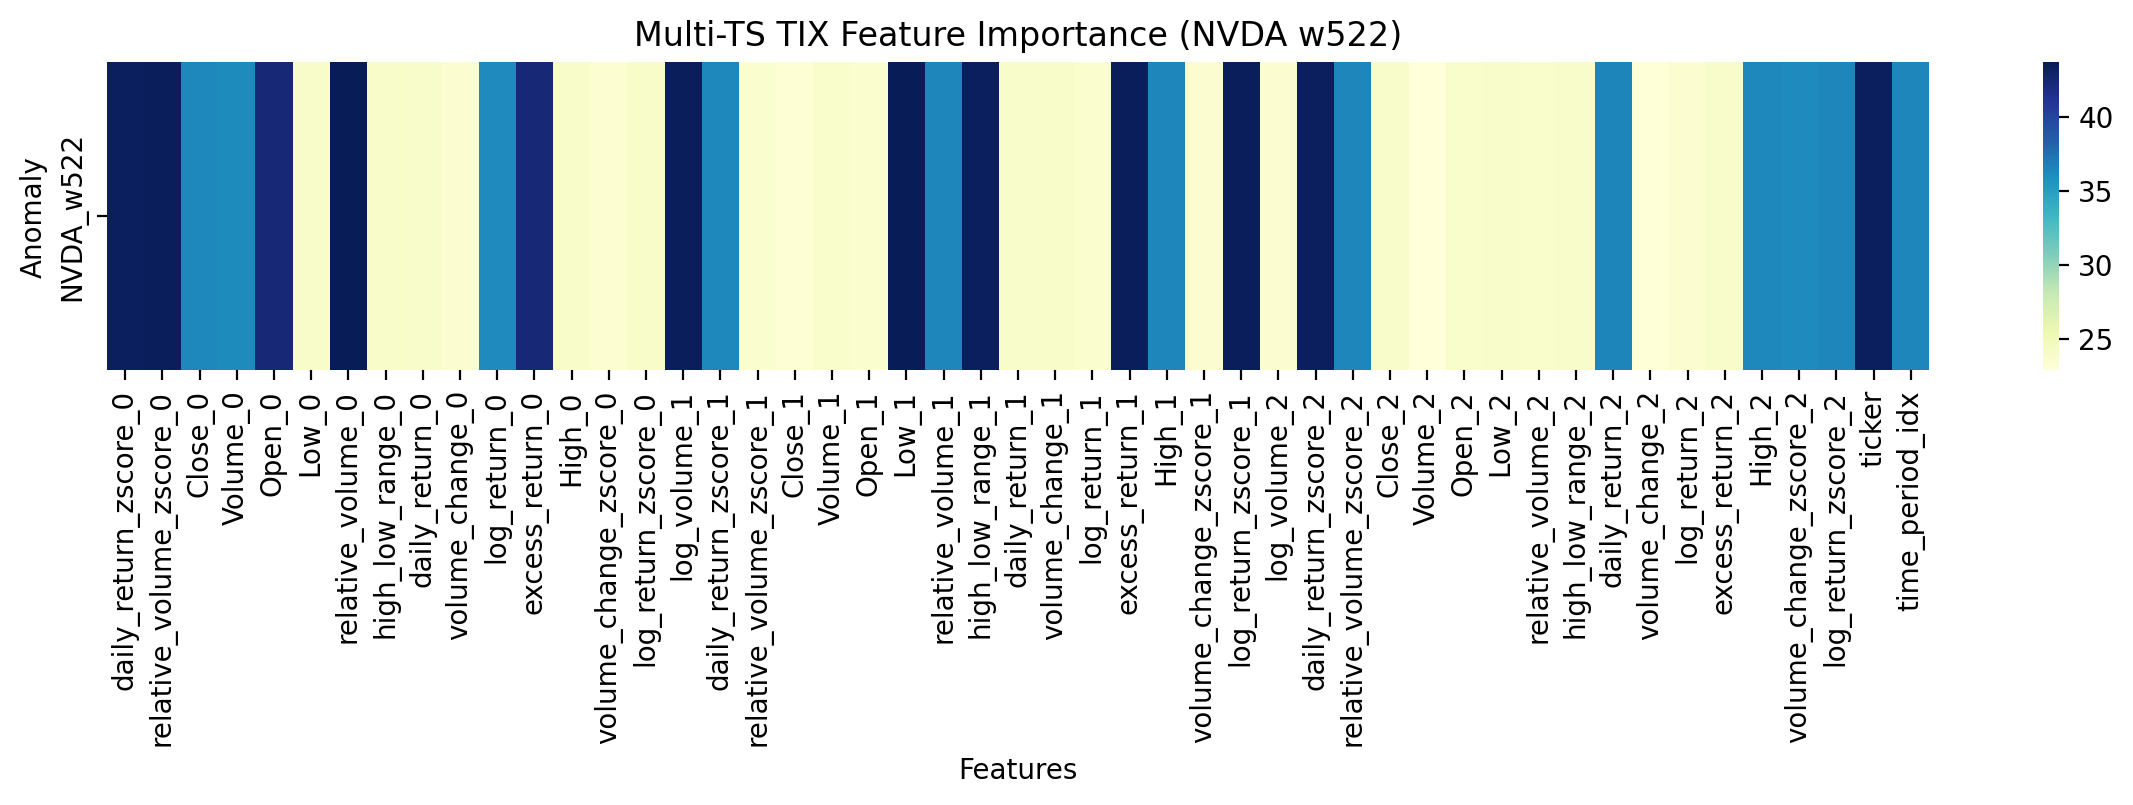 Multi-TS TIX Feature Importance (NVDA w522)
Anomaly
NVDA_w522
40
35
30
25
daily_return_zscore_0
relative_volume_zscore_0
Close_0
Volume_0
Open_0
Low_0
relative_volume_0
high_low_range_0
daily_return_0
volume_change_0
log_return_0
excess_return_0
High_0
volume_change_zscore_0
log_return_zscore_0
log_volume_1
daily_return_zscore_1
relative_volume_zscore_1
Close_1
Volume_1
Open_1
Low_1
relative_volume_1
high_low_range_1
daily_return_1
volume_change_1
log_return_1
excess_return_1
High_1
volume_change_zscore_1
log_return_zscore_1
log_volume_2
daily_return_zscore_2
relative_volume_zscore_2
Close_2
Volume_2
Open_2
Low_2
relative_volume_2
high_low_range_2
daily_return_2
volume_change_2
log_return_2
excess_return_2
High_2
volume_change_zscore_2
log_return_zscore_2
ticker
time_period_idx
Features